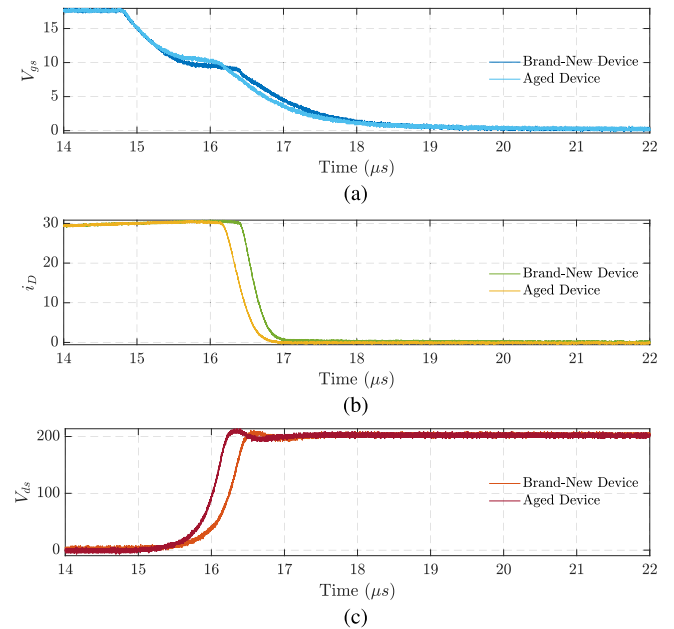 15
10
5
0
V_gs
Brand-New Device
Aged Device
14 15 16 17 18 19 20 21 22
Time (μs)
(a)
30
20
10
0
i_D
Brand-New Device
Aged Device
14 15 16 17 18 19 20 21 22
Time (μs)
(b)
200
100
0
V_ds
Brand-New Device
Aged Device
14 15 16 17 18 19 20 21 22
Time (μs)
(c)